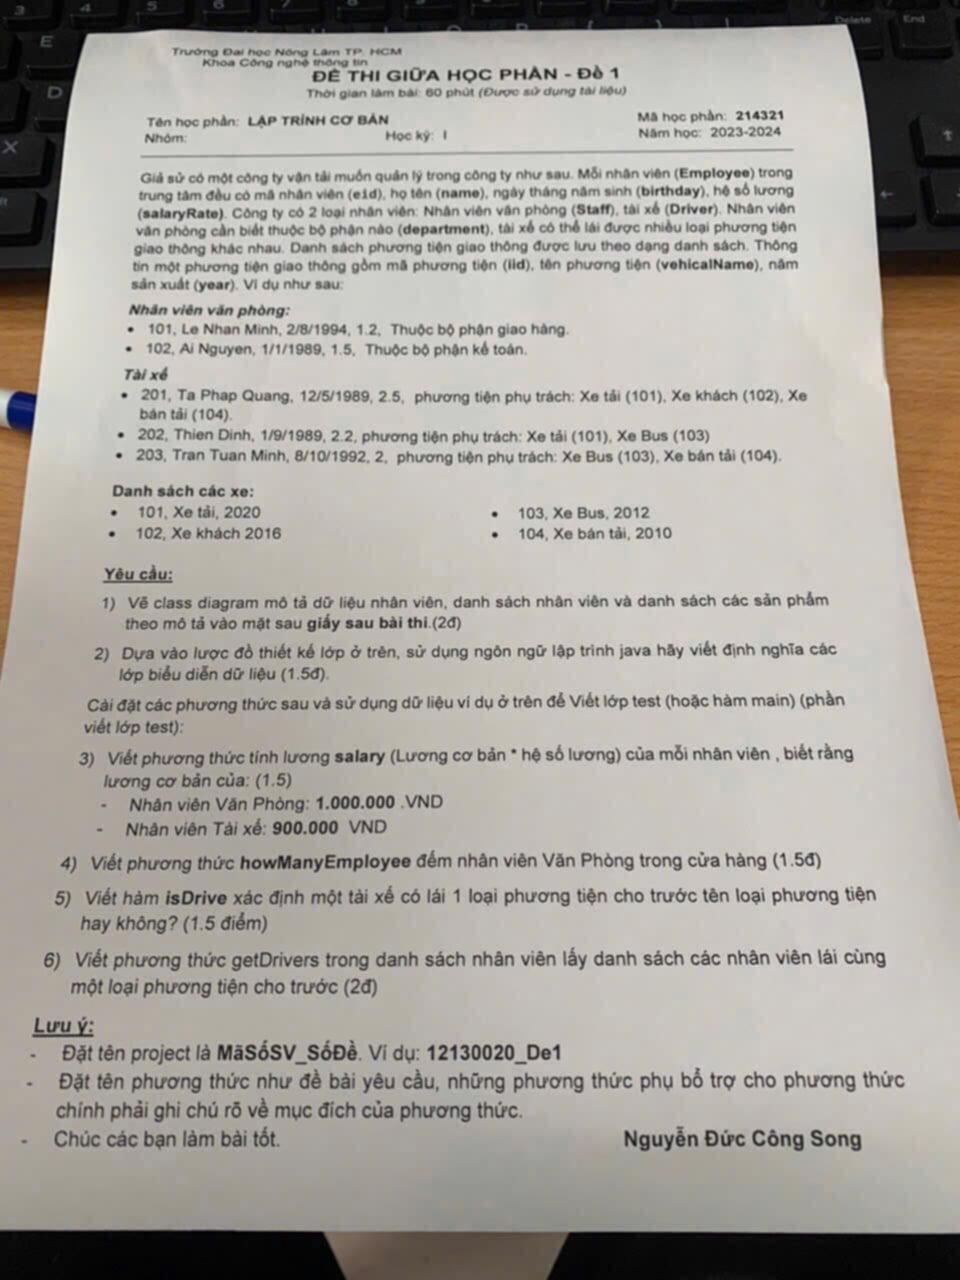 Trường Đại học Nông Lâm TP. HCM
Khoa Công nghệ thông tin
ĐỀ THI GIỮA HỌC PHẦN - Đề 1
Thời gian làm bài: 60 phút (Được sử dụng tài liệu)
Tên học phần: LẬP TRÌNH CƠ BẢN Mã học phần: 214321
Nhóm: Học kỳ: I Năm học: 2023-2024
Giả sử có một công ty vận tải muốn quản lý trong công ty như sau. Mỗi nhân viên (Employee) trong
trung tâm đều có mã nhân viên (eid), họ tên (name), ngày tháng năm sinh (birthday), hệ số lương
(salaryRate). Công ty có 2 loại nhân viên: Nhân viên văn phòng (Staff), tài xế (Driver). Nhân viên
văn phòng cần biết thuộc bộ phận nào (department), tài xế có thể lái được nhiều loại phương tiện
giao thông khác nhau. Danh sách phương tiện giao thông được lưu theo dạng danh sách. Thông
tin một phương tiện giao thông gồm mã phương tiện (iid), tên phương tiện (vehicalName), năm
sản xuất (year). Ví dụ như sau:
Nhân viên văn phòng:
• 101, Le Nhan Minh, 2/8/1994, 1.2, Thuộc bộ phận giao hàng.
• 102, Ai Nguyen, 1/1/1989, 1.5, Thuộc bộ phận kế toán.
Tài xế
• 201, Ta Phap Quang, 12/5/1989, 2.5, phương tiện phụ trách: Xe tải (101), Xe khách (102), Xe
bán tải (104).
• 202, Thien Dinh, 1/9/1989, 2.2, phương tiện phụ trách: Xe tải (101), Xe Bus (103)
• 203, Tran Tuan Minh, 8/10/1992, 2, phương tiện phụ trách: Xe Bus (103), Xe bán tải (104).
Danh sách các xe:
• 101, Xe tải, 2020
• 102, Xe khách 2016
• 103, Xe Bus, 2012
• 104, Xe bán tải, 2010
Yêu cầu:
1) Vẽ class diagram mô tả dữ liệu nhân viên, danh sách nhân viên và danh sách các sản phẩm
theo mô tả vào mặt sau giấy sau bài thi.(2đ)
2) Dựa vào lược đồ thiết kế lớp ở trên, sử dụng ngôn ngữ lập trình java hãy viết định nghĩa các
lớp biểu diễn dữ liệu (1.5đ).
Cài đặt các phương thức sau và sử dụng dữ liệu ví dụ ở trên để Viết lớp test (hoặc hàm main) (phần
viết lớp test):
3) Viết phương thức tính lương salary (Lương cơ bản * hệ số lương) của mỗi nhân viên , biết rằng
lương cơ bản của: (1.5)
- Nhân viên Văn Phòng: 1.000.000 .VND
- Nhân viên Tài xế: 900.000 VND
4) Viết phương thức howManyEmployee đếm nhân viên Văn Phòng trong cửa hàng (1.5đ)
5) Viết hàm isDrive xác định một tài xế có lái 1 loại phương tiện cho trước tên loại phương tiện
hay không? (1.5 điểm)
6) Viết phương thức getDrivers trong danh sách nhân viên lấy danh sách các nhân viên lái cùng
một loại phương tiện cho trước (2đ)
Lưu ý:
- Đặt tên project là MãSốSV_SốĐề. Ví dụ: 12130020_De1
- Đặt tên phương thức như đề bài yêu cầu, những phương thức phụ bổ trợ cho phương thức
chính phải ghi chú rõ về mục đích của phương thức.
- Chúc các bạn làm bài tốt.
Nguyễn Đức Công Song